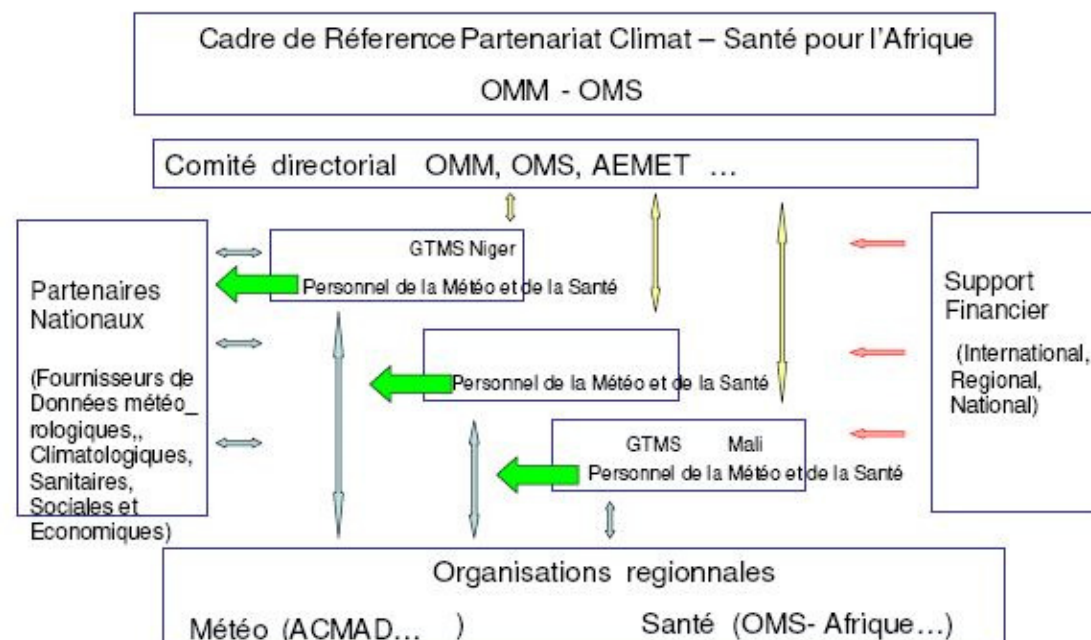 Cadre de Réference Partenariat Climat – Santé pour l'Afrique
OMM - OMS
Comité directorial OMM, OMS, AEMET ...
Partenaires
Nationaux
(Fournisseurs de
Données météo_
rologiques,,
Climatologiques,
Sanitaires,
Sociales et
Economiques)
GTMS Niger
Personnel de la Météo et de la Santé
Personnel de la Météo et de la Santé
GTMS Mali
Personnel de la Météo et de la Santé
Support
Financier
(International,
Regional,
National)
Organisations regionnales
Météo (ACMAD... )
Santé (OMS- Afrique...)